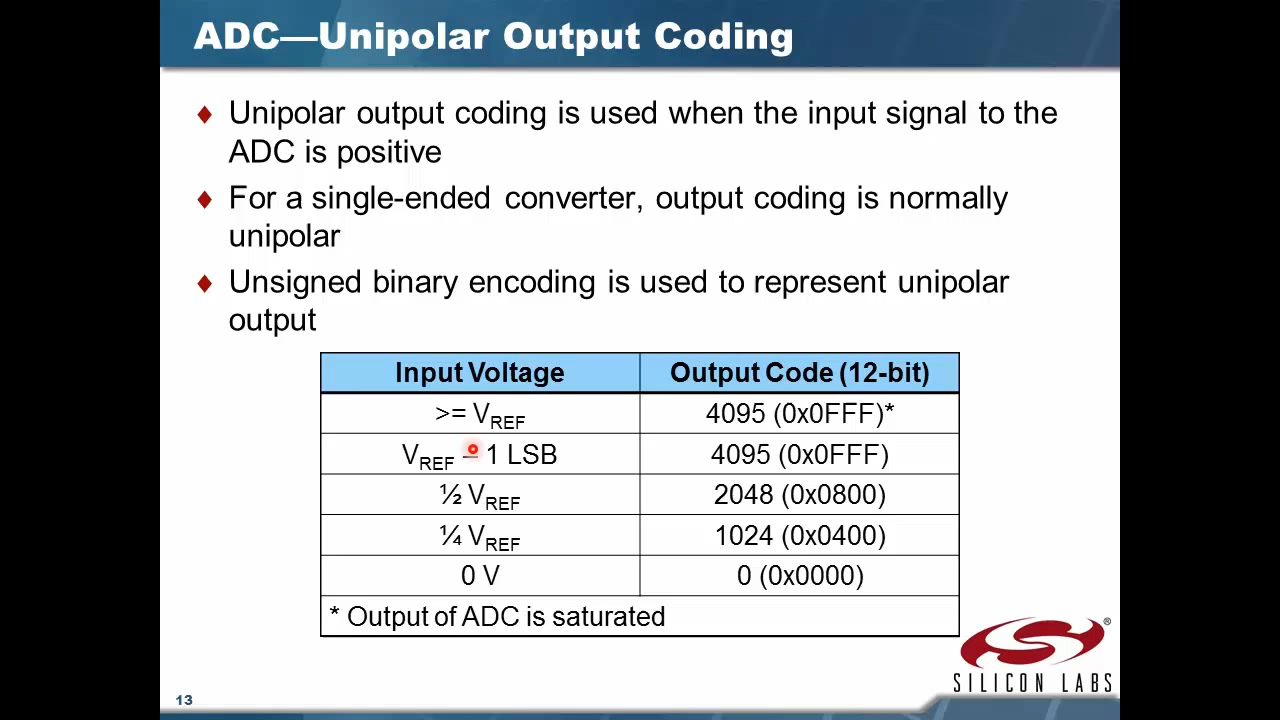 ADC—Unipolar Output Coding
♦ Unipolar output coding is used when the input signal to the
ADC is positive
♦ For a single-ended converter, output coding is normally
unipolar
♦ Unsigned binary encoding is used to represent unipolar
output
Input Voltage Output Code (12-bit)
>= VREF 4095 (0x0FFF)*
VREF – 1 LSB 4095 (0x0FFF)
½ VREF 2048 (0x0800)
¼ VREF 1024 (0x0400)
0 V 0 (0x0000)
* Output of ADC is saturated
®
SILICON LABS
13